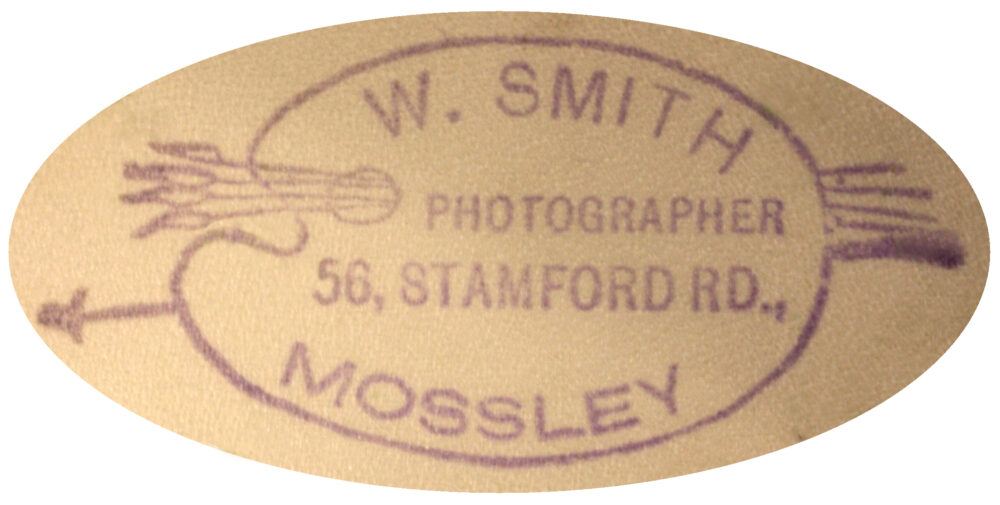 W. SMITH
PHOTOGRAPHER
56, STAMFORD RD.,
MOSSLEY